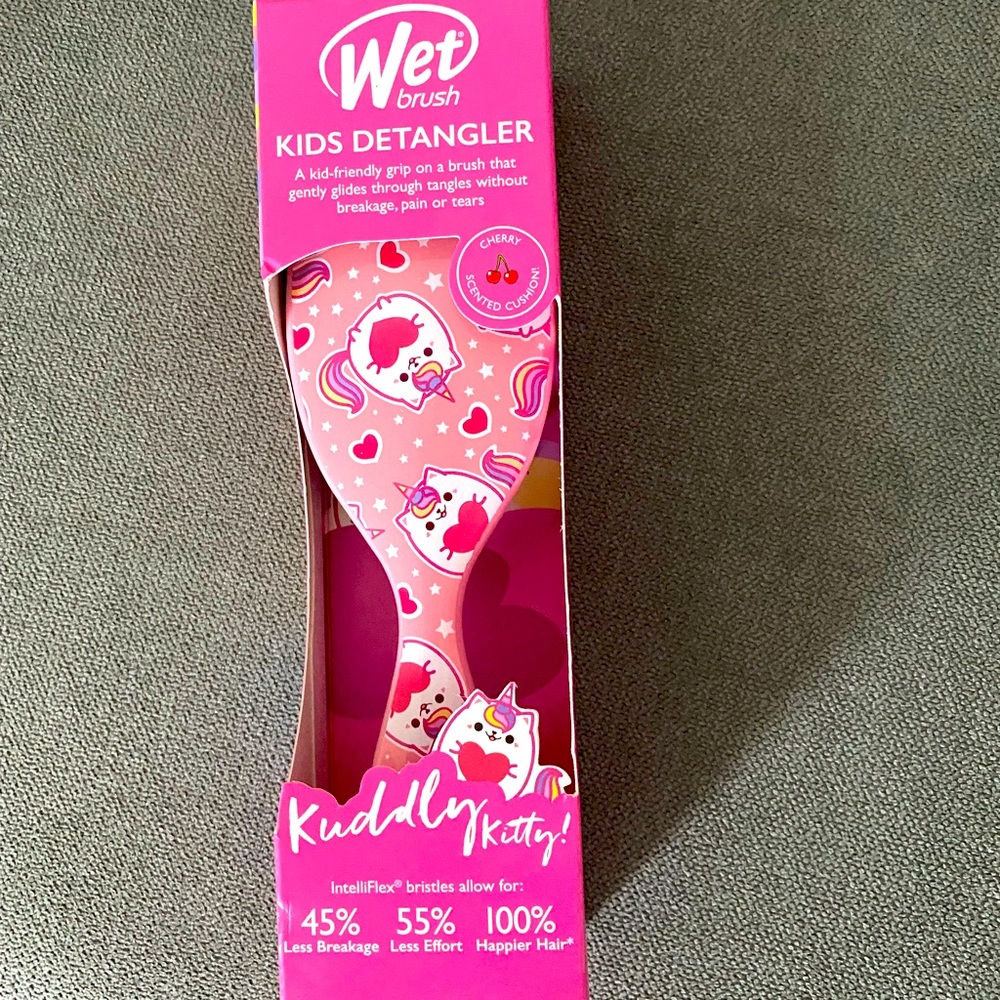 Wet
brush
KIDS DETANGLER
A kid-friendly grip on a brush that
gently glides through tangles without
breakage, pain or tears
CHERRY
SCENTED CUSHION!
Kuddly
Kitty!
IntelliFlex® bristles allow for:
45% 55% 100%
Less Breakage Less Effort Happier Hair*